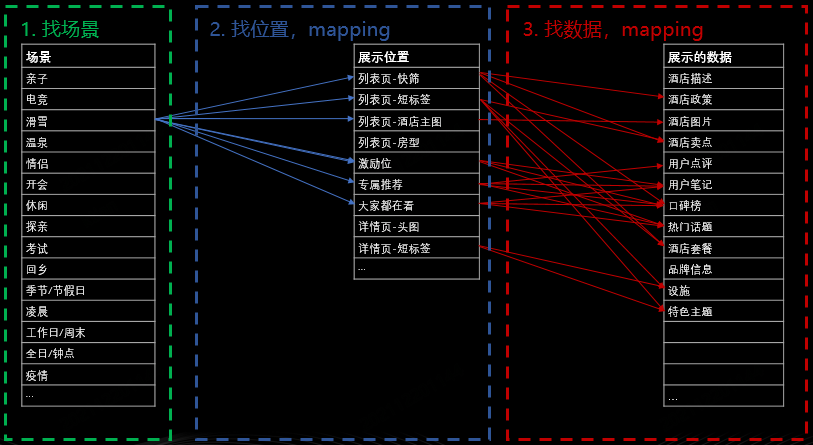 1. 找场景
2. 找位置，mapping
3. 找数据，mapping
场景
亲子
电竞
滑雪
温泉
情侣
开会
休闲
探亲
考试
回乡
季节/节假日
凌晨
工作日/周末
全日/钟点
疫情
...
展示位置
列表页-快筛
列表页-短标签
列表页-酒店主图
列表页-房型
激励位
专属推荐
大家都在看
详情页-头图
详情页-短标签
...
展示的数据
酒店描述
酒店政策
酒店图片
酒店卖点
用户点评
用户笔记
口碑榜
热门话题
酒店套餐
品牌信息
设施
特色主题
...